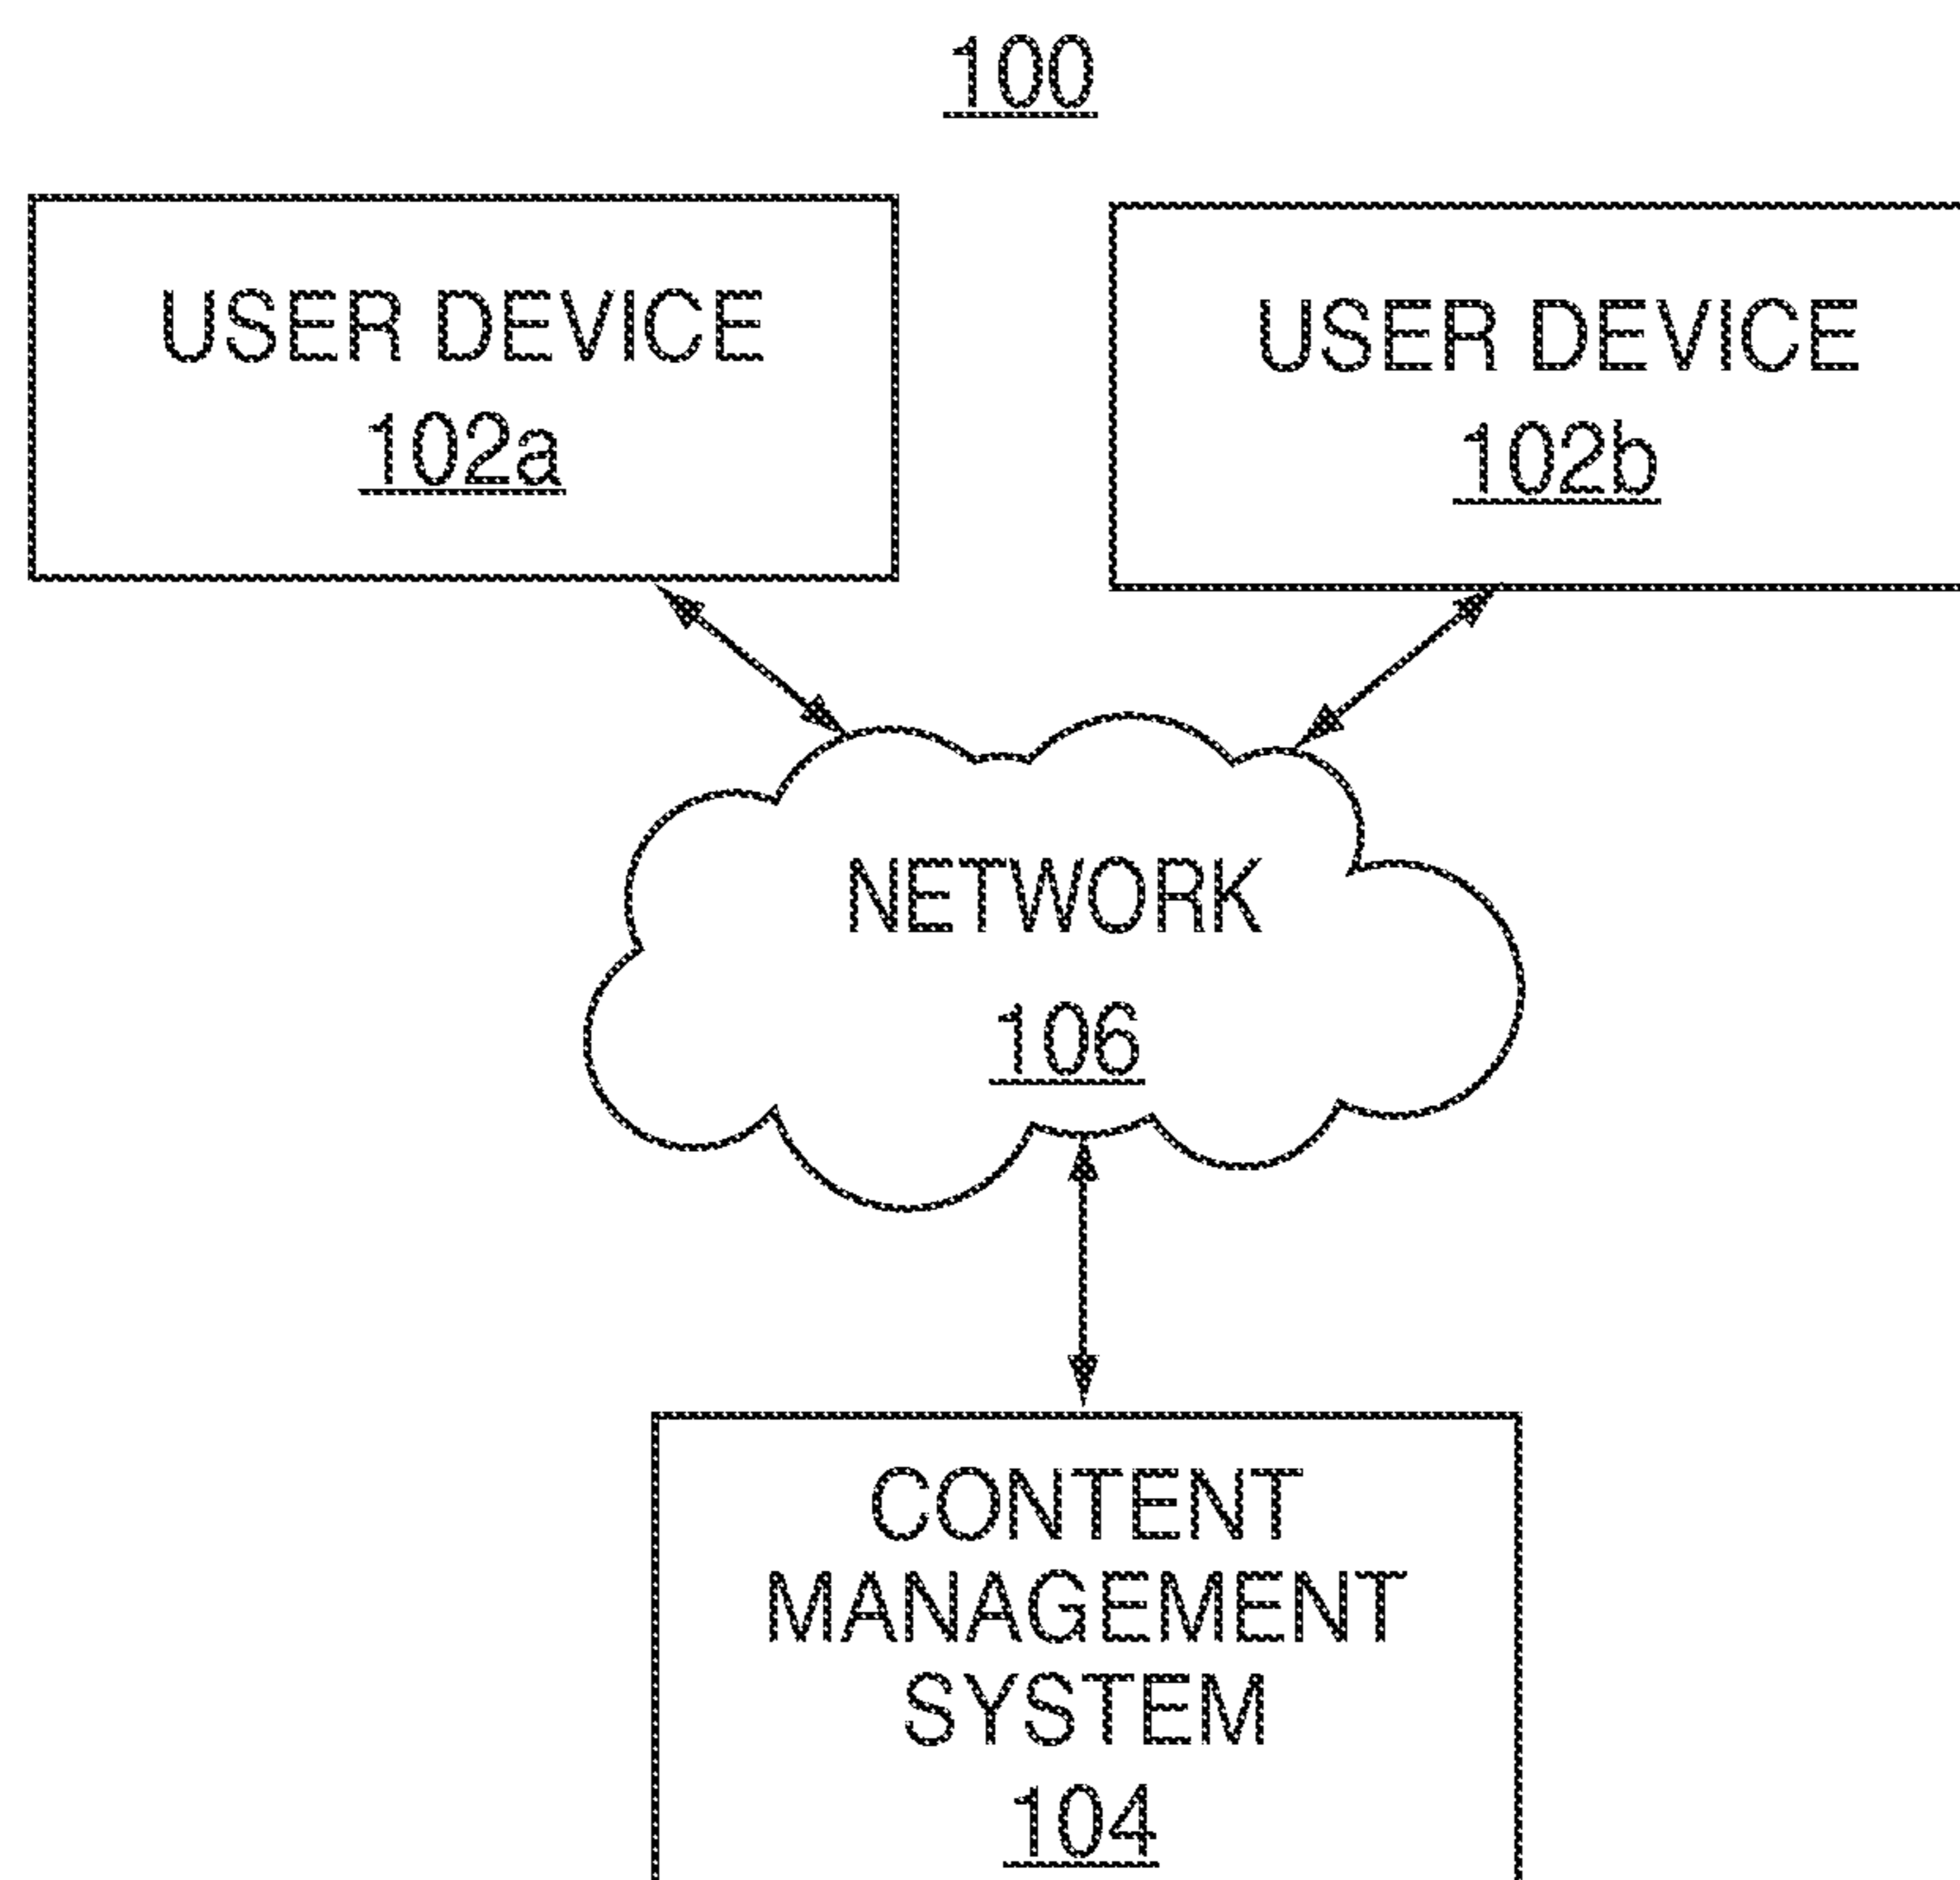 100
USER DEVICE
102a
USER DEVICE
102b
NETWORK
106
CONTENT
MANAGEMENT
SYSTEM
104